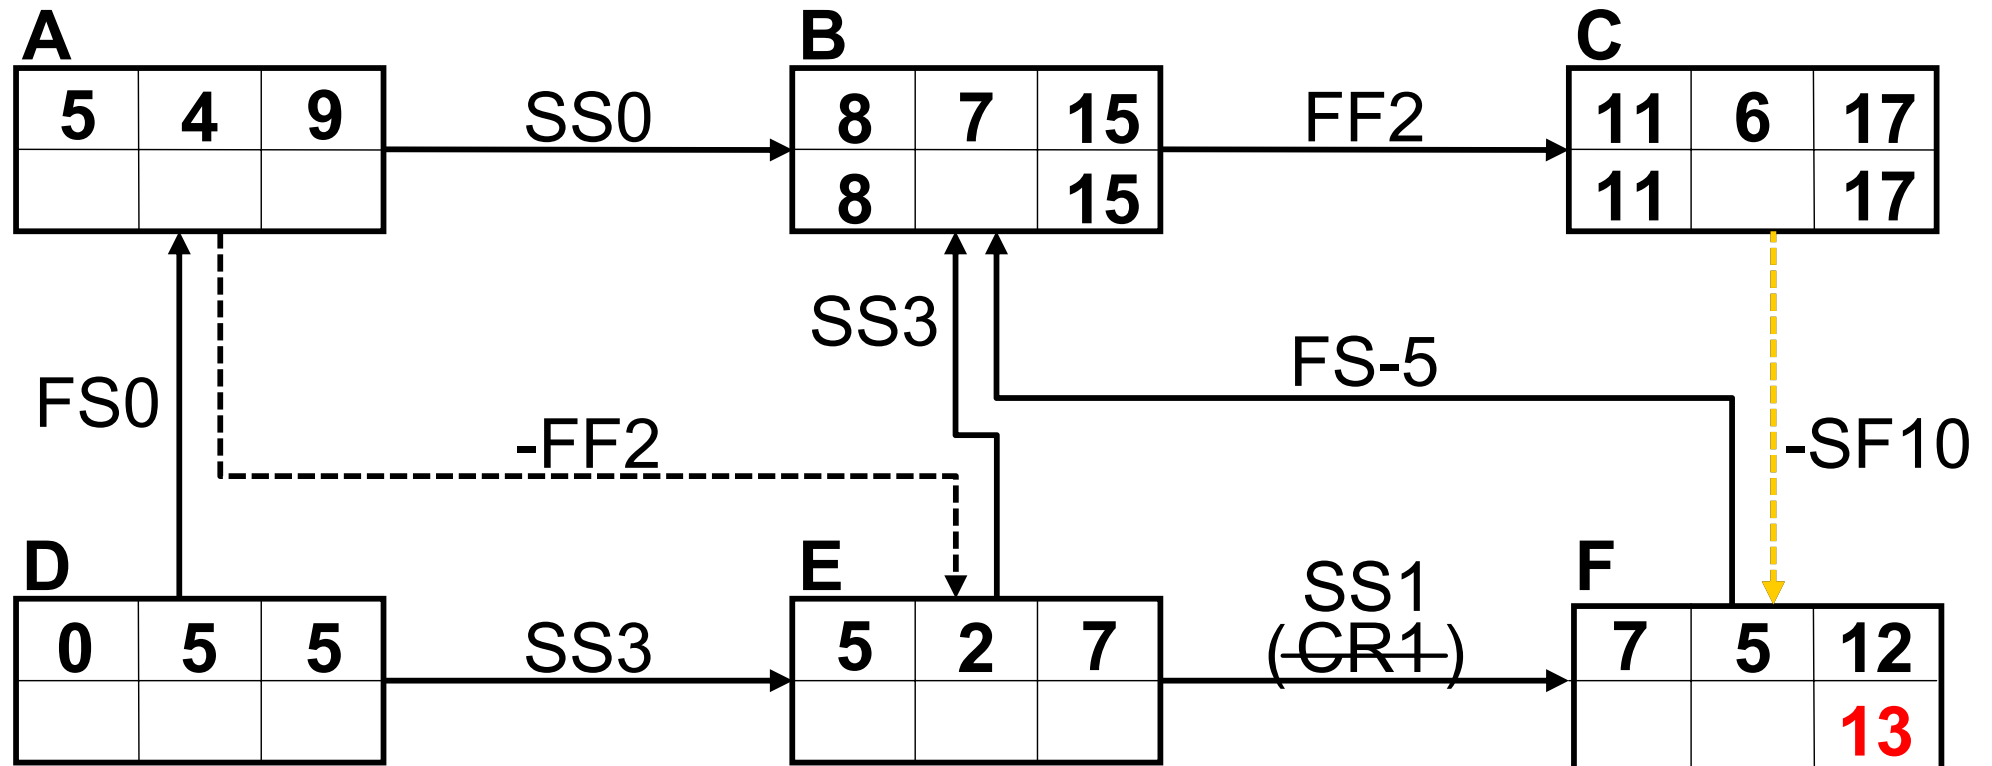 A B C
5 4 9 SS0 8 7 15 FF2 11 6 17
8 15 11 17
SS3
FS-5
FS0
-FF2 -SF10
D E F
SS1
0 5 5 SS3 5 2 7 (CR1) 7 5 12
13